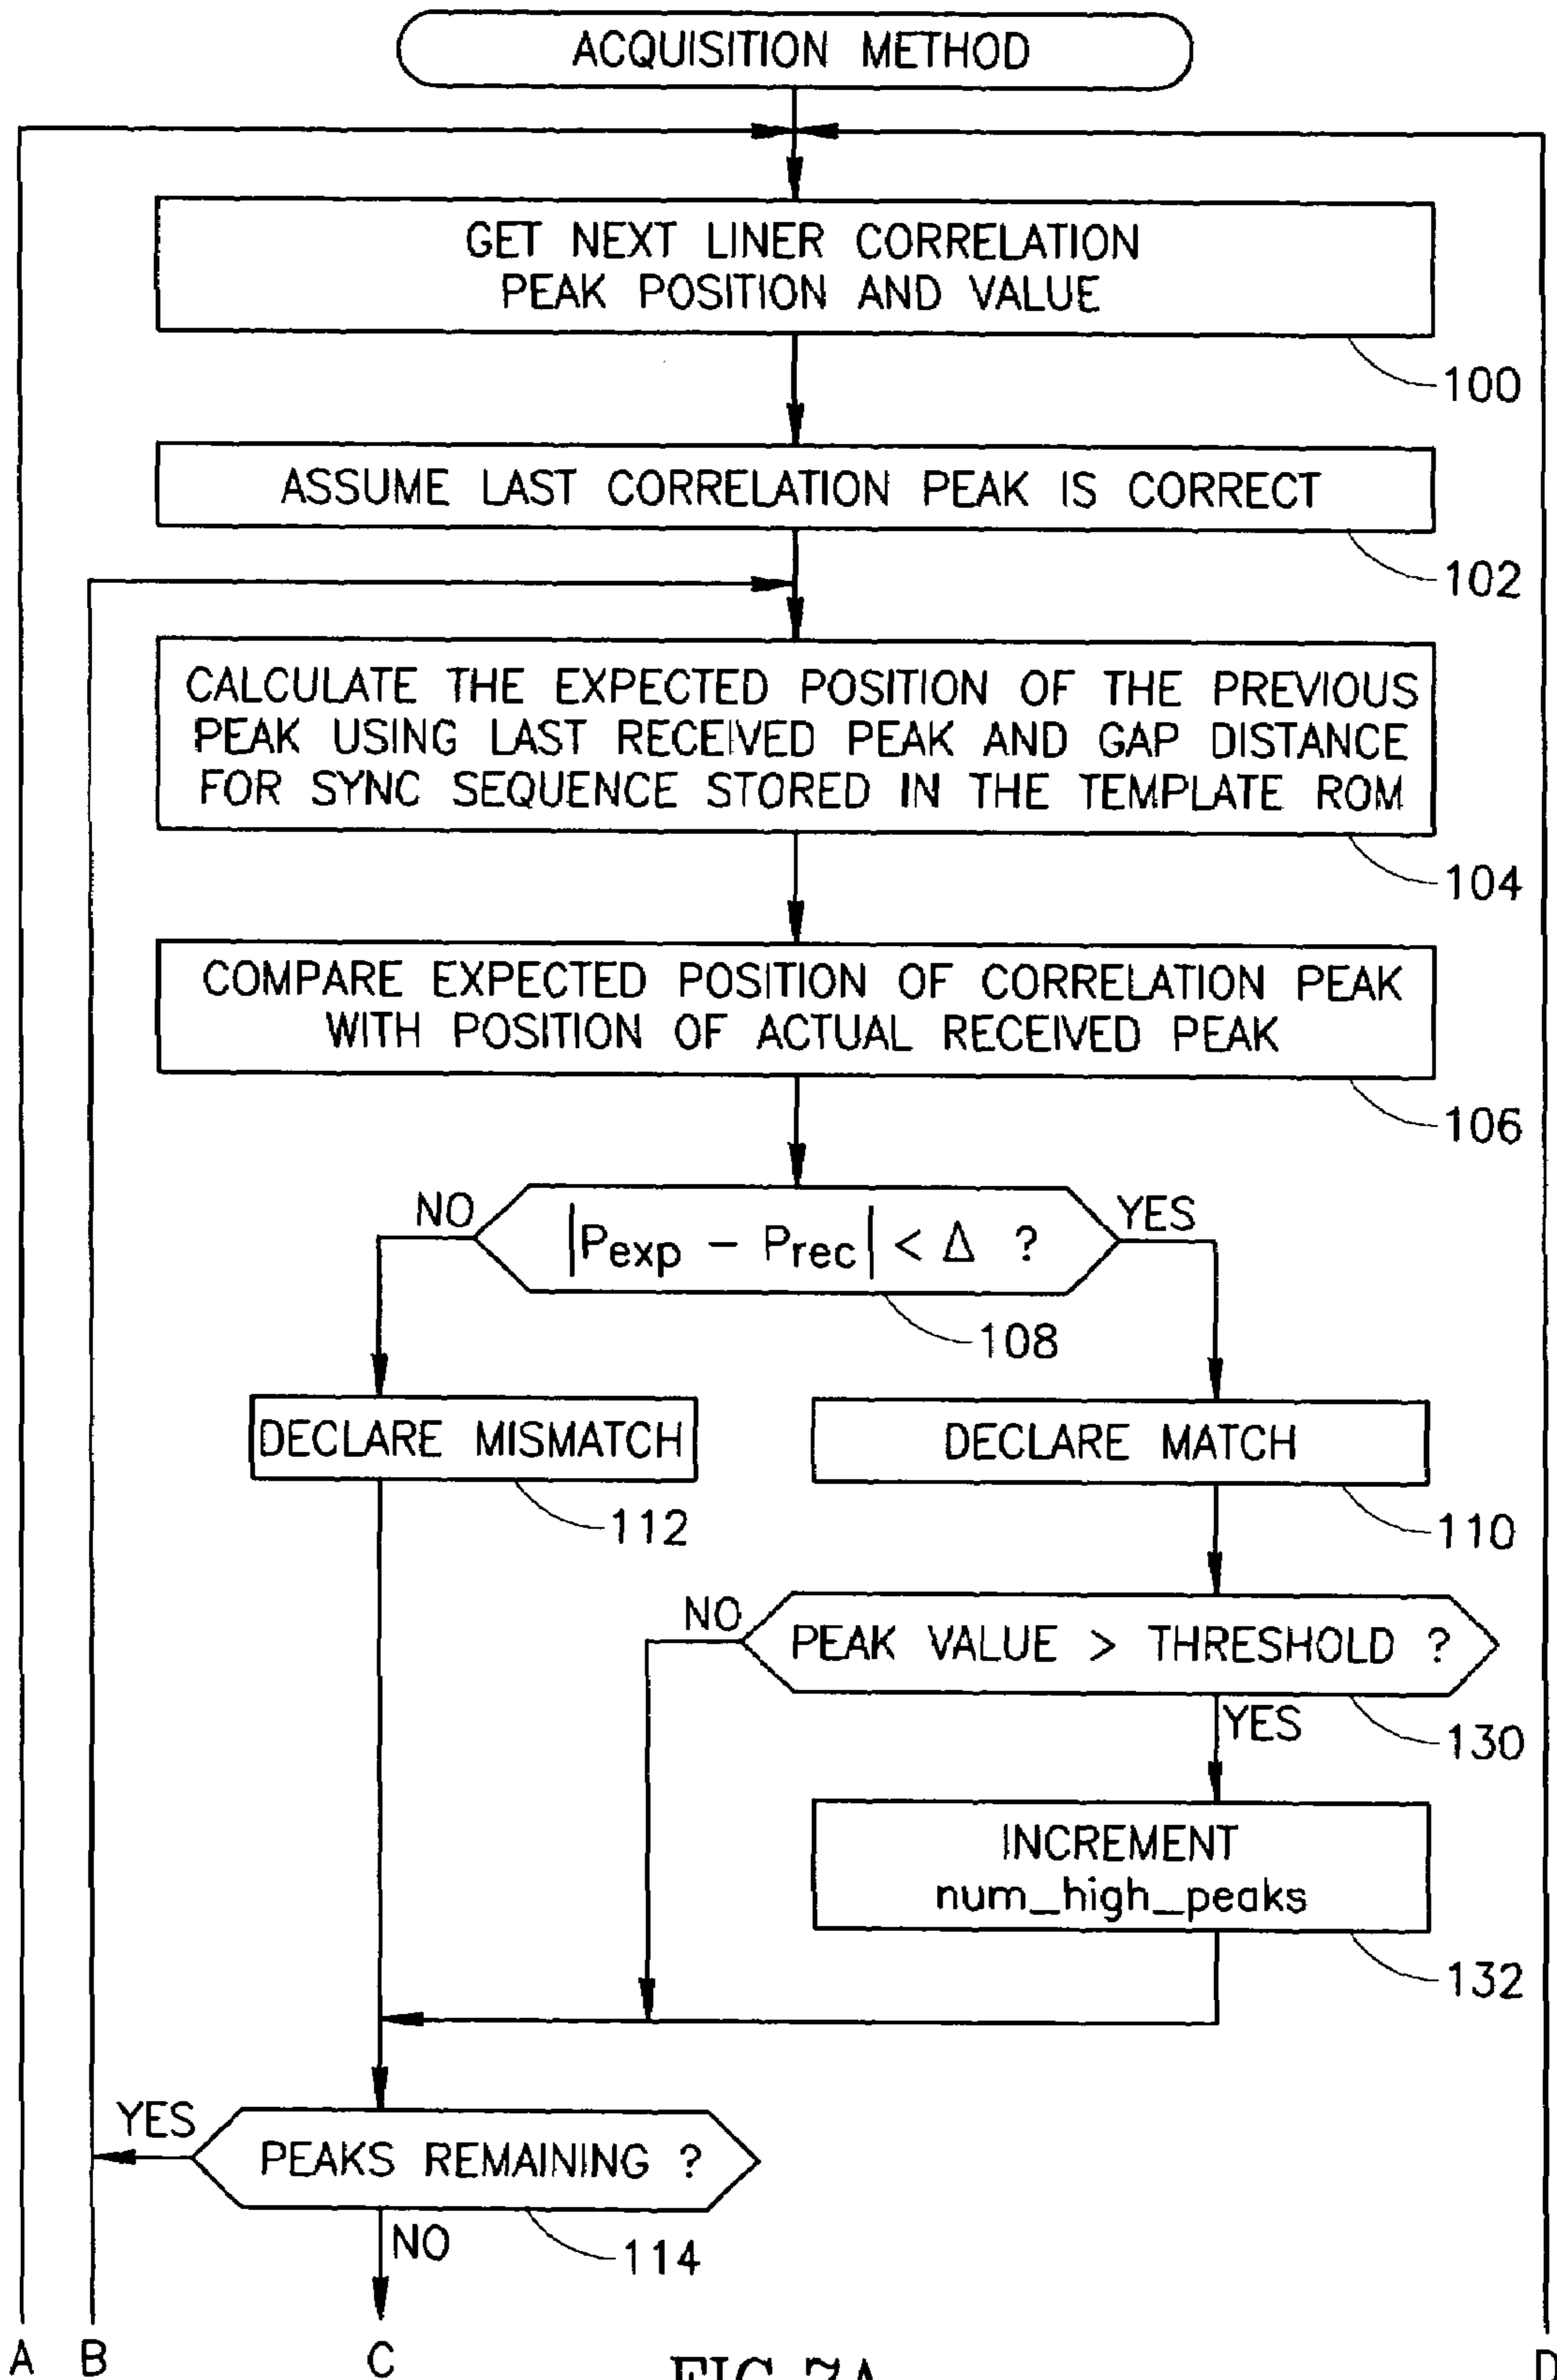 ACQUISITION METHOD
GET NEXT LINER CORRELATION
PEAK POSITION AND VALUE
100
ASSUME LAST CORRELATION PEAK IS CORRECT
102
CALCULATE THE EXPECTED POSITION OF THE PREVIOUS
PEAK USING LAST RECEIVED PEAK AND GAP DISTANCE
FOR SYNC SEQUENCE STORED IN THE TEMPLATE ROM
104
COMPARE EXPECTED POSITION OF CORRELATION PEAK
WITH POSITION OF ACTUAL RECEIVED PEAK
106
NO
|Pexp - Prec| < Δ ?
YES
108
DECLARE MISMATCH
112
DECLARE MATCH
110
NO
PEAK VALUE > THRESHOLD ?
YES
130
INCREMENT
num_high_peaks
132
YES
PEAKS REMAINING ?
NO
114
A B C D
FIG.7A